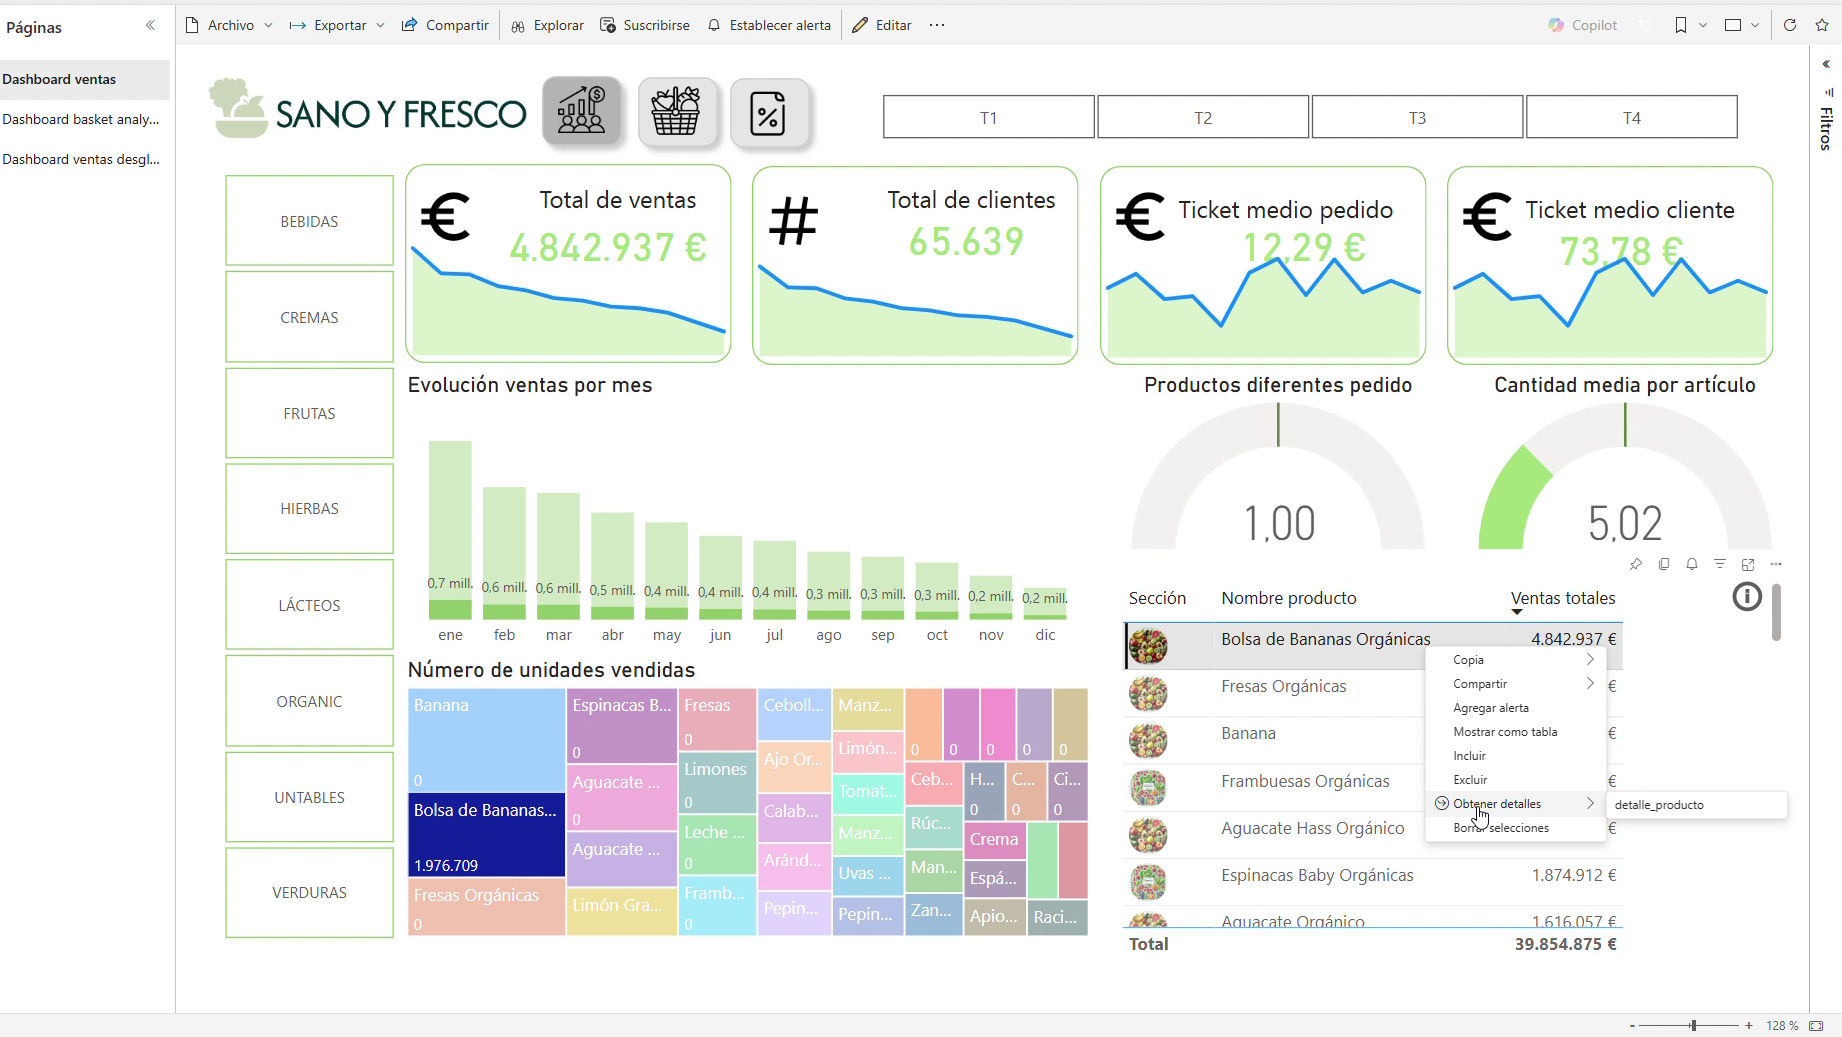 Páginas
Dashboard ventas
Dashboard basket analy...
Dashboard ventas desgl...
Archivo
Exportar
Compartir
Explorar
Suscribirse
Establecer alerta
Editar
Copilot
Filtros
SANO Y FRESCO
T1
T2
T3
T4
BEBIDAS
CREMAS
FRUTAS
HIERBAS
LÁCTEOS
ORGANIC
UNTABLES
VERDURAS
€
Total de ventas
4.842.937 €
#
Total de clientes
65.639
€
Ticket medio pedido
12,29 €
€
Ticket medio cliente
73,78 €
Evolución ventas por mes
0,7 mill.
0,6 mill.
0,6 mill.
0,5 mill.
0,4 mill.
0,4 mill.
0,4 mill.
0,3 mill.
0,3 mill.
0,3 mill.
0,2 mill.
0,2 mill.
ene
feb
mar
abr
may
jun
jul
ago
sep
oct
nov
dic
Productos diferentes pedido
1,00
Cantidad media por artículo
5,02
Número de unidades vendidas
Banana
0
Bolsa de Bananas...
1.976.709
Fresas Orgánicas
0
Espinacas B...
0
Aguacate ...
0
Aguacate ...
Limón Gra...
Fresas
0
Limones
0
Leche ...
0
Framb...
0
Ceboll...
Ajo Or...
Calab...
Aránd...
Pepin...
Manz...
Limón...
Tomat...
Manz...
Uvas ...
Pepin...
0
0
0
0
0
Ceb...
Rúc...
Man...
Zan...
H...
0
C...
0
Ci...
0
Crema
Espá...
Apio...
Raci...
Sección
Nombre producto
Ventas totales
Bolsa de Bananas Orgánicas
4.842.937 €
Fresas Orgánicas
€
Banana
€
Frambuesas Orgánicas
€
Aguacate Hass Orgánico
€
Espinacas Baby Orgánicas
1.874.912 €
Aguacate Orgánico
1.616.057 €
Total
39.854.875 €
Copia
Compartir
Agregar alerta
Mostrar como tabla
Incluir
Excluir
Obtener detalles
detalle_producto
Borrar selecciones
- + 128 %